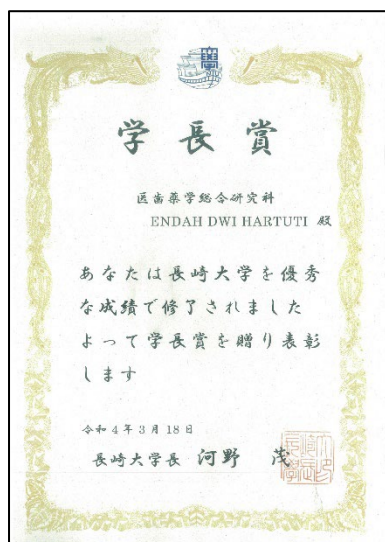 学長賞
医歯薬学総合研究科
ENDAH DWI HARTUTI 殿
あなたは長崎大学を優秀
な成績で修了されました
よって学長賞を贈り表彰
します
令和4年3月18日
長崎大学長 河野 茂